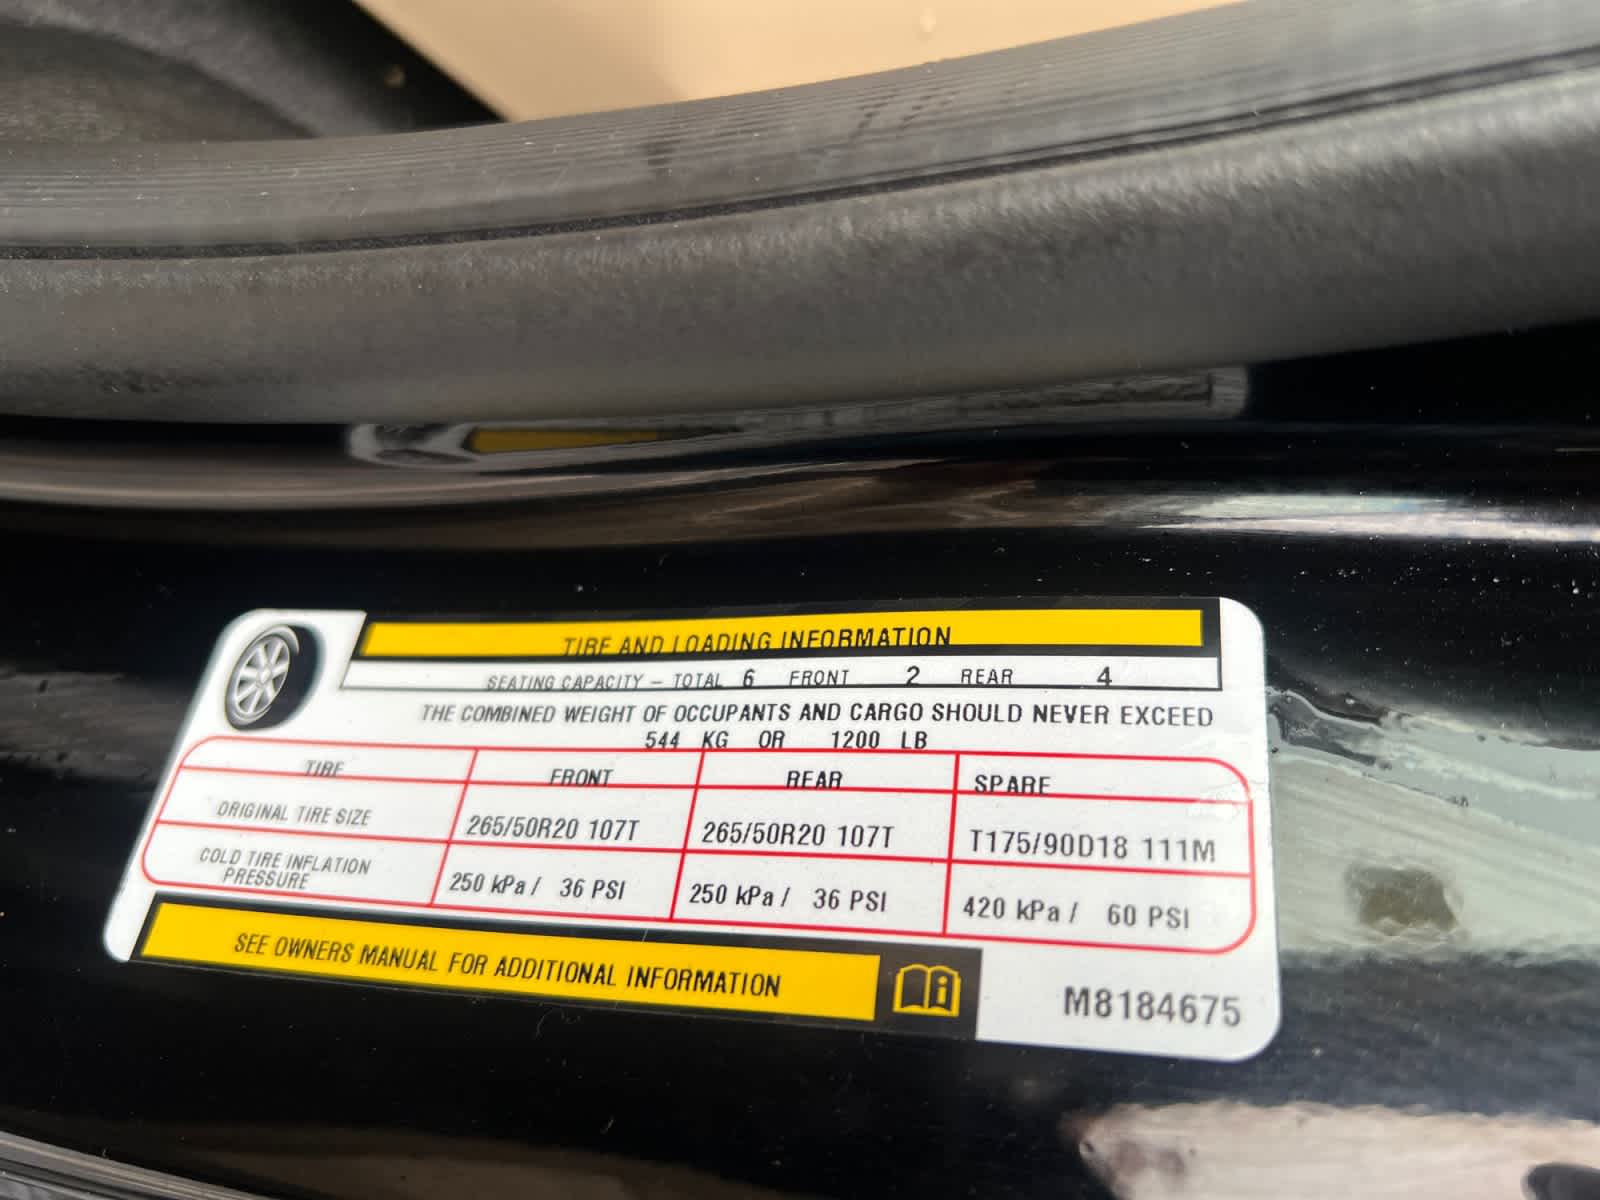 TIRE AND LOADING INFORMATION
SEATING CAPACITY – TOTAL 6 FRONT 2 REAR 4
THE COMBINED WEIGHT OF OCCUPANTS AND CARGO SHOULD NEVER EXCEED
544 KG OR 1200 LB
TIRE FRONT REAR SPARE
ORIGINAL TIRE SIZE 265/50R20 107T 265/50R20 107T T175/90D18 111M
COLD TIRE INFLATION
PRESSURE 250 kPa / 36 PSI 250 kPa / 36 PSI 420 kPa / 60 PSI
SEE OWNERS MANUAL FOR ADDITIONAL INFORMATION
M8184675